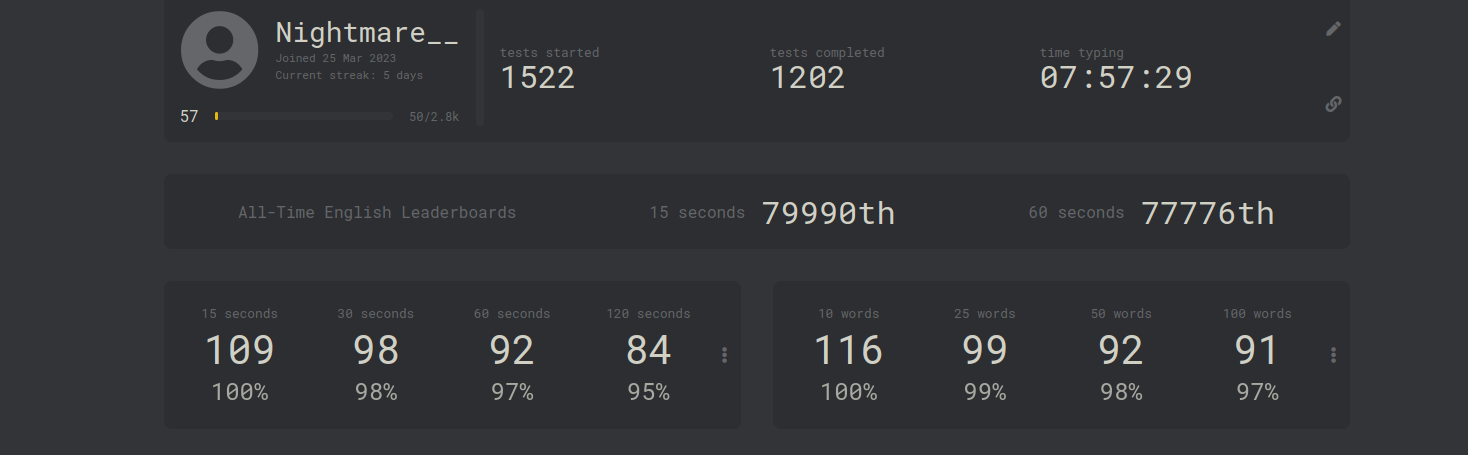 Nightmare__
Joined 25 Mar 2023
Current streak: 5 days
57 50/2.8k
tests started
1522
tests completed
1202
time typing
07:57:29
All-Time English Leaderboards 15 seconds 79990th 60 seconds 77776th
15 seconds 30 seconds 60 seconds 120 seconds
109 98 92 84
100% 98% 97% 95%
10 words 25 words 50 words 100 words
116 99 92 91
100% 99% 98% 97%